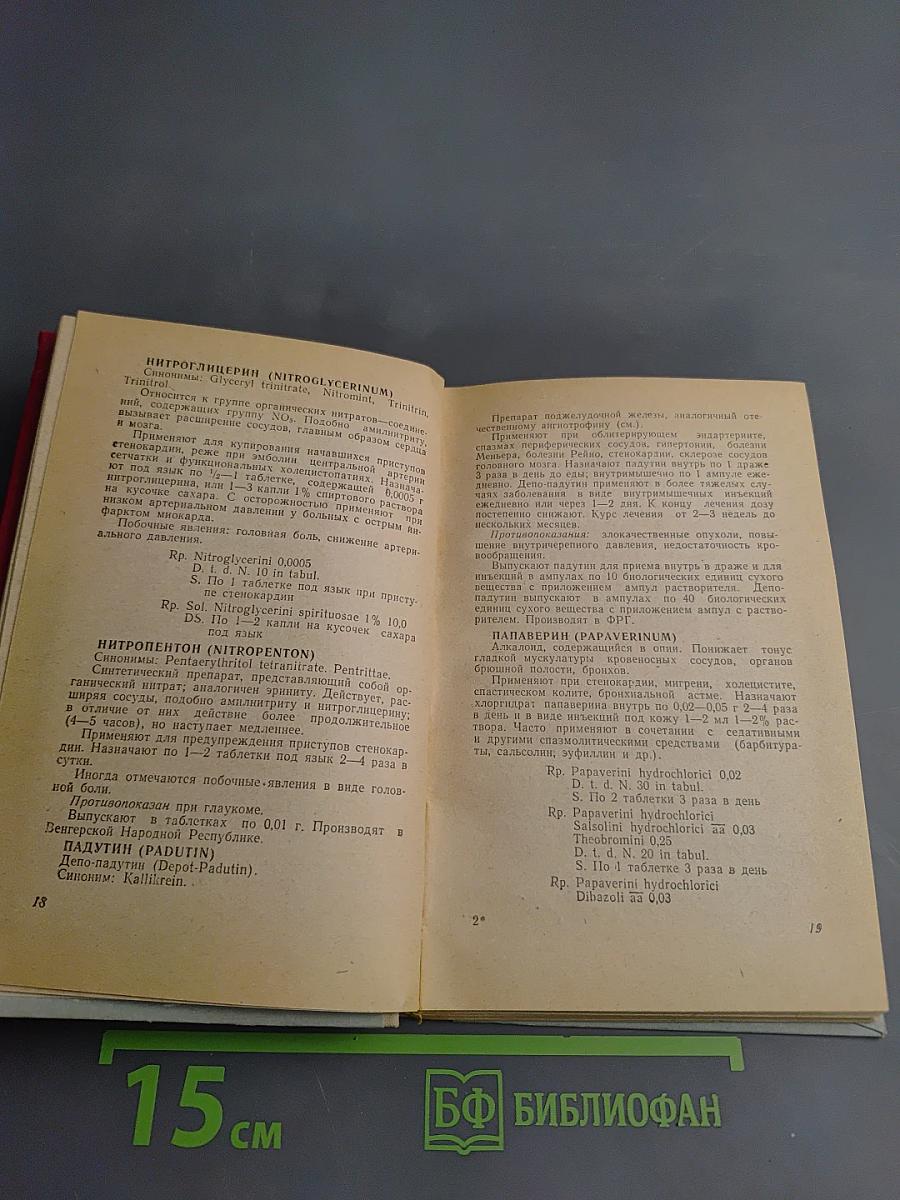 НИТРОГЛИЦЕРИН (NITROGLYCERINUM)
Синонимы: Glyceryl trinitrate, Nitromint, Trinitrin,
Trinitrol.
Относится к группе органических нитратов—соедине-
ний, содержащих группу NO₃. Подобно амилнитриту,
вызывает расширение сосудов, главным образом сердца
и мозга.
Применяют для купирования начавшихся приступов
стенокардии, реже при эмболии центральной артерии
сетчатки и функциональных холецистопатиях. Назнача-
ют под язык по ½—1 таблетке, содержащей 0,0005 г
нитроглицерина, или 1—3 капли 1% спиртового раствора
на кусочке сахара. С осторожностью применяют при
низком артериальном давлении у больных с острым ин-
фарктом миокарда.
Побочные явления: головная боль, снижение артери-
ального давления.
Rp. Nitroglycerini 0,0005
D. t. d. N. 10 in tabul.
S. По 1 таблетке под язык при присту-
пе стенокардии
Rp. Sol. Nitroglycerini spirituosae 1% 10,0
DS. По 1—2 капли на кусочек сахара
под язык
НИТРОПЕНТОН (NITROPENTON)
Синонимы: Pentaerythritol tetranitrate. Pentrittae.
Синтетический препарат, представляющий собой ор-
ганический нитрат; аналогичен эриниту. Действует, рас-
ширяя сосуды, подобно амплнитриту и нитроглицерину;
в отличие от них действие более продолжительное
(4—5 часов), но наступает медленнее.
Применяют для предупреждения приступов стенокар-
дии. Назначают по 1—2 таблетки под язык 2—4 раза в
сутки.
Иногда отмечаются побочные явления в виде голов-
ной боли.
Противопоказан при глаукоме.
Выпускают в таблетках по 0,01 г. Производят в
Венгерской Народной Республике.
ПАДУТИН (PADUTIN)
Депо-падутин (Depot-Padutin).
Синоним: Kallikrein.
18
Препарат поджелудочной железы, аналогичный оте-
чественному ангиотрофину (см.).
Применяют при облитерирующем эндартериите,
спазмах периферических сосудов, гипертонии, болезни
Меньера, болезни Рейно, стенокардии, склерозе сосудов
головного мозга. Назначают падутин внутрь по 1 драже
3 раза в день до еды; внутримышечно по 1 ампуле еже-
дневно. Депо-падутин применяют в более тяжелых слу-
чаях заболевания в виде внутримышечных инъекций
ежедневно или через 1—2 дня. К концу лечения дозу
постепенно снижают. Курс лечения от 2—3 недель до
нескольких месяцев.
Противопоказания: злокачественные опухоли, повы-
шение внутричерепного давления, недостаточность кро-
вообращения.
Выпускают падутин для приема внутрь в драже и для
инъекций в ампулах по 10 биологических единиц сухого
вещества с приложением ампул растворителя. Депо-
падутин выпускают в ампулах по 40 биологических
единиц сухого вещества с приложением ампул с раство-
рителем. Производят в ФРГ.
ПАПАВЕРИН (PAPAVERINUM)
Алкалоид, содержащийся в опии. Понижает тонус
гладкой мускулатуры кровеносных сосудов, органов
брюшной полости, бронхов.
Применяют при стенокардии, мигрени, холецистите,
спастическом колите, бронхиальной астме. Назначают
хлоргидрат папаверина внутрь по 0,02—0,05 г 2—4 раза
в день и в виде инъекций под кожу 1—2 мл 1—2% рас-
твора. Часто применяют в сочетании с седативными
и другими спазмолитическими средствами (барбитура-
ты, сальсолин, эуфиллин и др.).
Rp. Papaverini hydrochlorici 0,02
D. t. d. N. 30 in tabul.
S. По 2 таблетки 3 раза в день
Rp. Papaverini hydrochlorici
Salsolini hydrochlorici aa 0,03
Theobromini 0,25
D. t. d. N. 20 in tabul.
S. По 1 таблетке 3 раза в день
Rp. Papaverini hydrochlorici
Dibazoli aa 0,03
2*
19
15 см
БФ БИБЛИОФАН